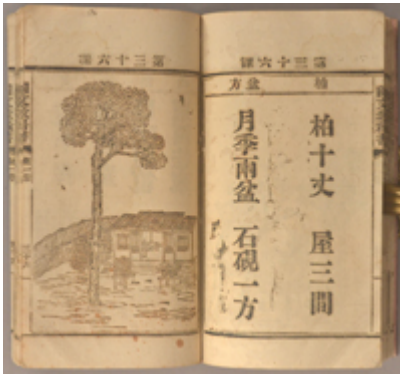 第三十六課
柏 盆 方
柏十丈 屋三間
月季兩盆 石硯一方
第三十六課